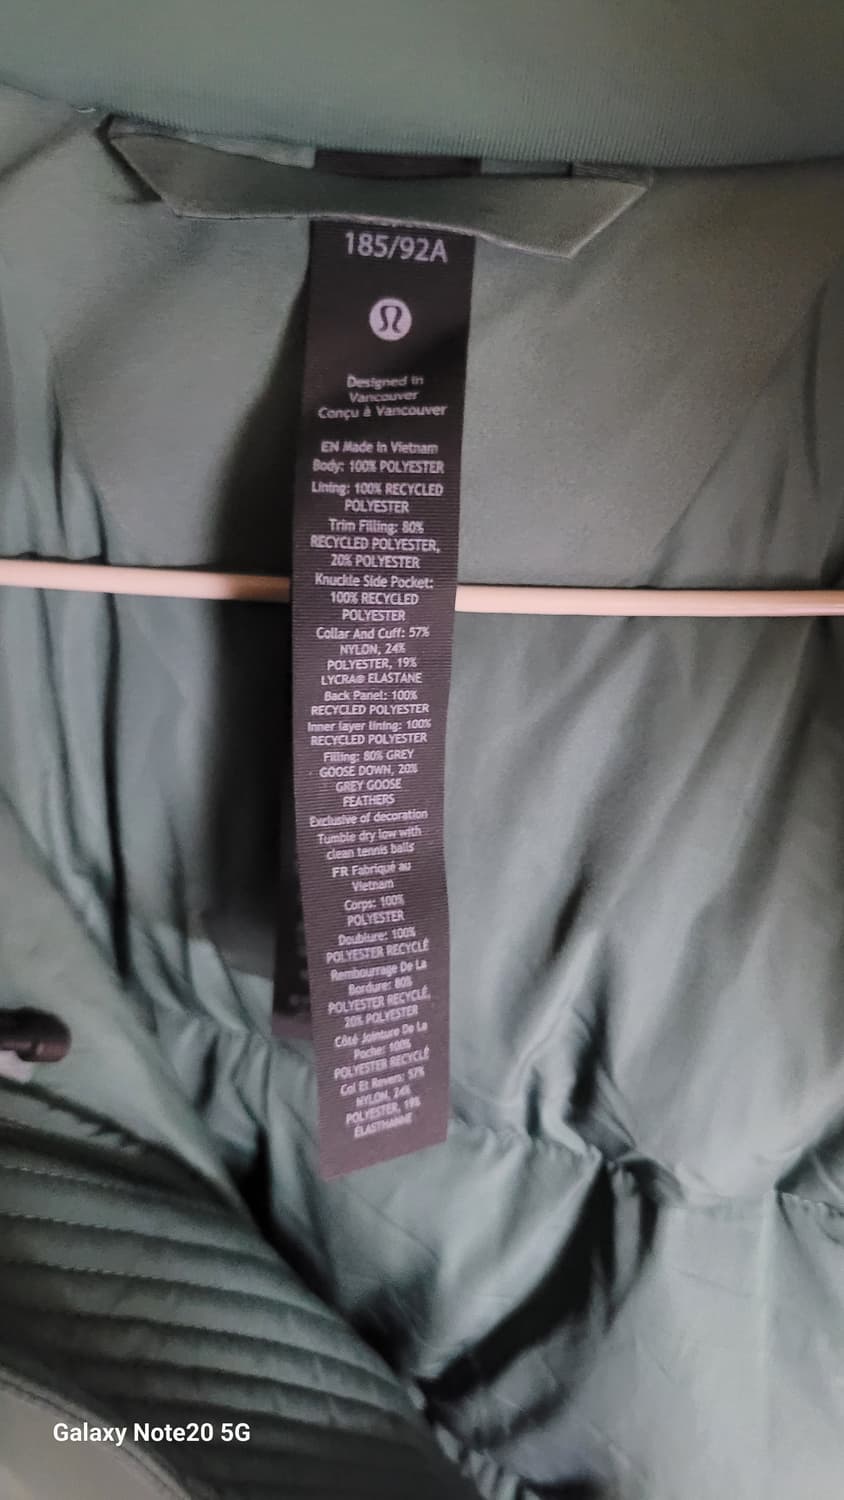 185/92A
Designed in
Vancouver
Conçu à Vancouver
EN Made in Vietnam
Body: 100% POLYESTER
Lining: 100% RECYCLED
POLYESTER
Trim Filling: 80%
RECYCLED POLYESTER,
20% POLYESTER
Knuckle Side Pocket:
100% RECYCLED
POLYESTER
Collar And Cuff: 57%
NYLON, 24%
POLYESTER, 19%
LYCRA® ELASTANE
Back Panel: 100%
RECYCLED POLYESTER
Inner layer lining: 100%
RECYCLED POLYESTER
Filling: 80% GREY
GOOSE DOWN, 20%
GREY GOOSE
FEATHERS
Exclusive of decoration
Tumble dry low with
clean tennis balls
FR Fabriqué au
Vietnam
Corps: 100%
POLYESTER
Doublure: 100%
POLYESTER RECYCLÉ
Rembourrage De La
Bordure: 80%
POLYESTER RECYCLÉ,
20% POLYESTER
Côté Jointure De La
Poche: 100%
POLYESTER RECYCLÉ
Col Et Revers: 57%
NYLON, 24%
POLYESTER, 19%
ÉLASTHANNE
Galaxy Note20 5G